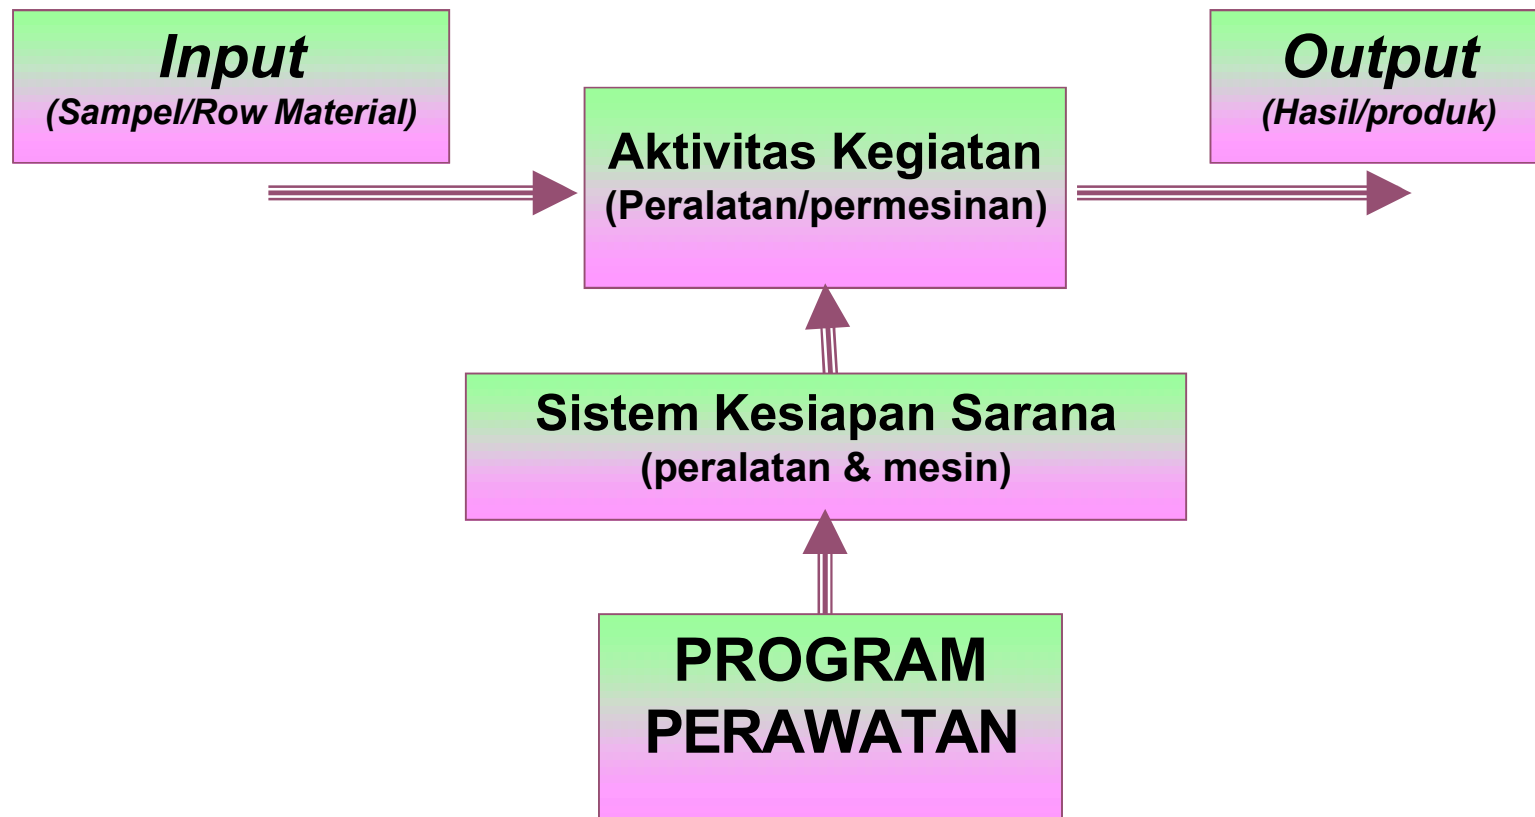 Input
(Sampel/Row Material)
Output
(Hasil/produk)
Aktivitas Kegiatan
(Peralatan/permesinan)
Sistem Kesiapan Sarana
(peralatan & mesin)
PROGRAM
PERAWATAN